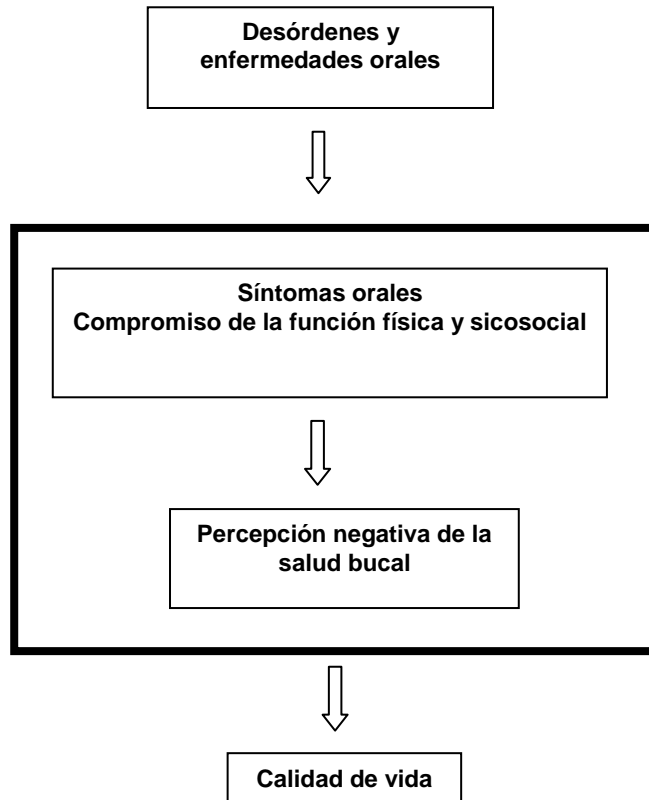 Desórdenes y
enfermedades orales
Síntomas orales
Compromiso de la función física y sicosocial
Percepción negativa de la
salud bucal
Calidad de vida